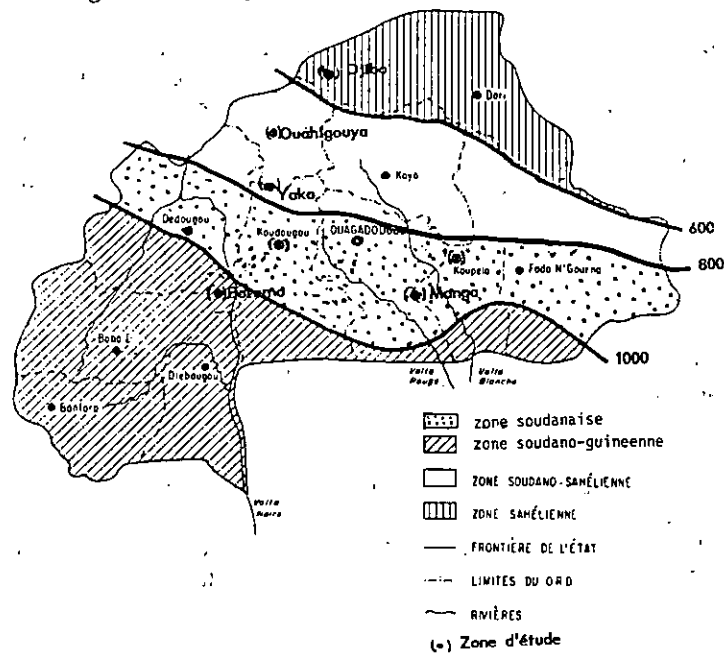 Djibo
Dori
Ouahigouya
Kaya
Yako
600
Dedougou
Koudougou
OUAGADOUGOU
Koupela
Fada N'Gourma
800
Boromo
Manga
1000
Bobo D.
Diebougou
Banfora
Volta
Rouge
Volta
Blanche
Volta
Noire
zone soudanaise
zone soudano-guineenne
ZONE SOUDANO-SAHÉLIENNE
ZONE SAHÉLIENNE
FRONTIÈRE DE L'ÉTAT
LIMITES DU ORD
RIVIÈRES
(•) Zone d'étude